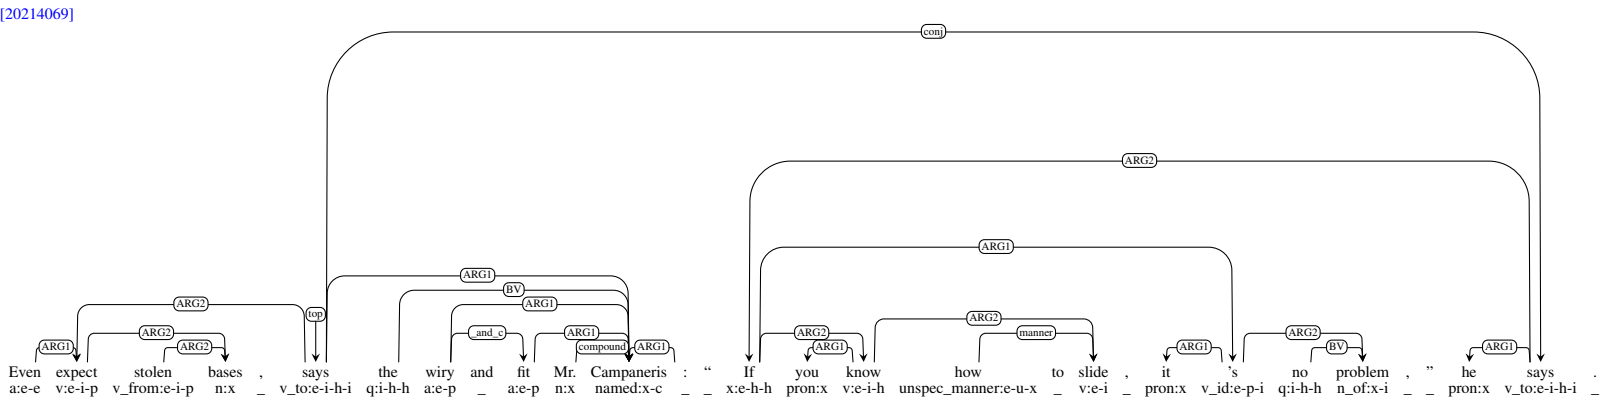 [20214069]
conj
ARG2
ARG1
ARG1
BV
ARG2 top ARG1
ARG2
ARG2 _and_c ARG1 ARG2 manner ARG2
ARG1 ARG2 compound ARG1 ARG1 ARG1 BV ARG1
Even expect stolen bases , says the wiry and fit Mr. Campaneris : “ If you know how to slide , it 's no problem , ” he says .
a:e-e v:e-i-p v_from:e-i-p n:x _ v_to:e-i-h-i q:i-h-h a:e-p _ a:e-p n:x named:x-c _ _ x:e-h-h pron:x v:e-i-h unspec_manner:e-u-x _ v:e-i _ pron:x v_id:e-p-i q:i-h-h n_of:x-i _ _ pron:x v_to:e-i-h-i _